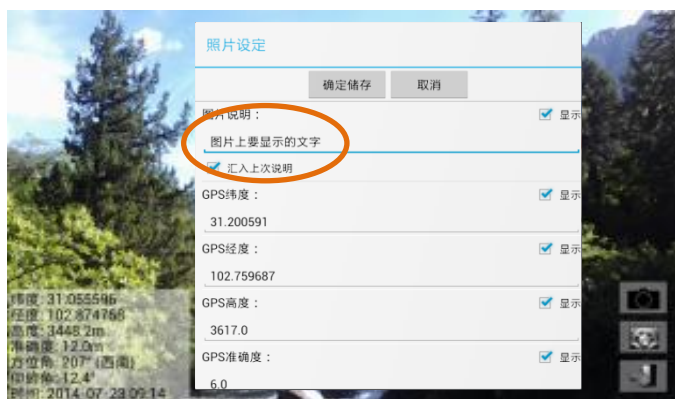 照片设定
确定储存 取消
图片说明： 显示
图片上要显示的文字
汇入上次说明
GPS纬度： 显示
31.200591
GPS经度： 显示
102.759687
GPS高度： 显示
3617.0
GPS准确度： 显示
6.0
纬度: 31.055596
经度: 102.874768
高度: 3448.2m
准确度: 12.0m
方位角: 207° (西南)
仰俯角: 12.4°
时间: 2014-07-23 09:14